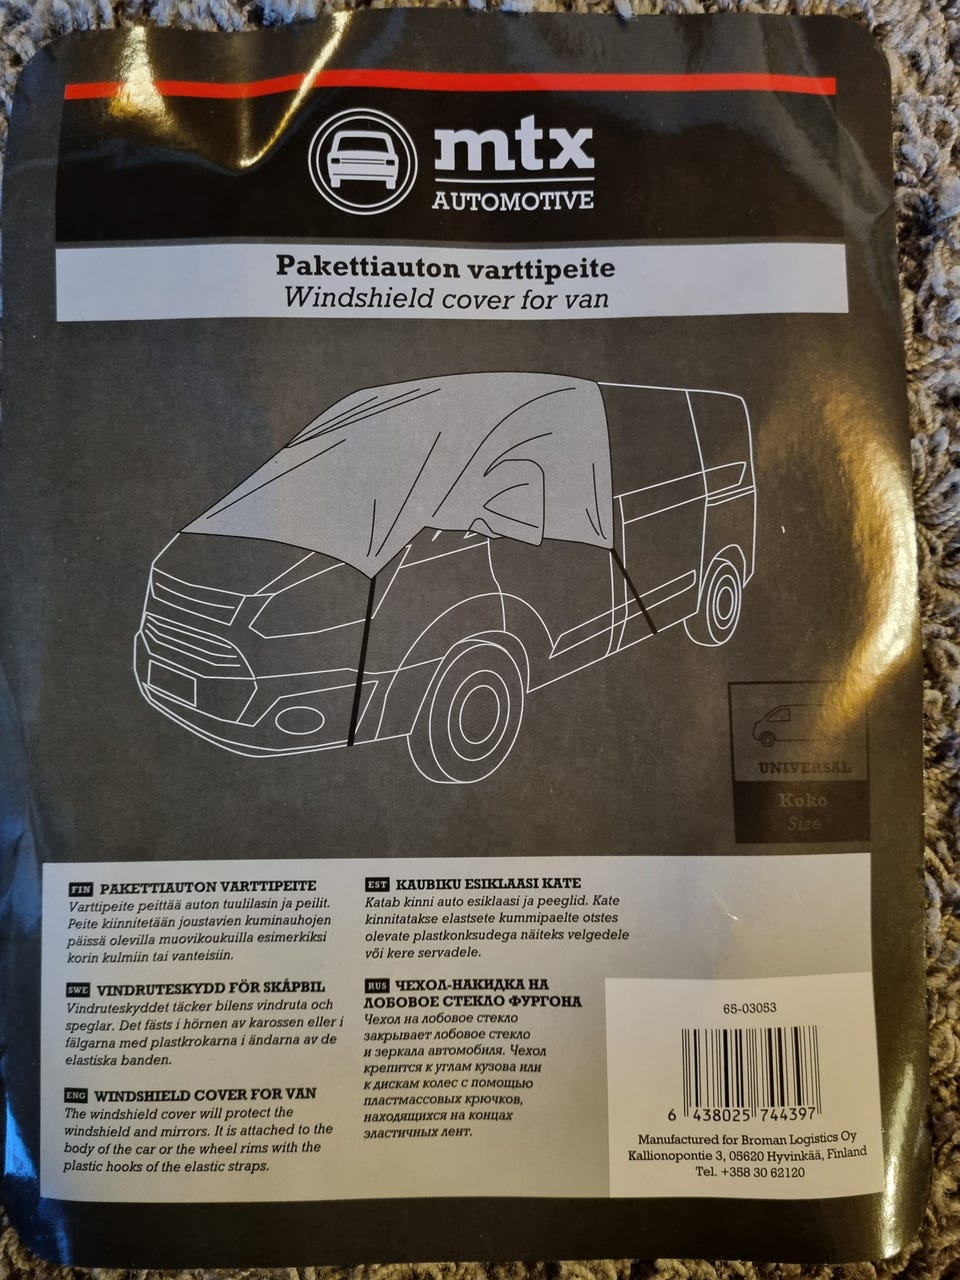 mtx
AUTOMOTIVE
Pakettiauton varttipeite
Windshield cover for van
UNIVERSAL
Koko
Size
FIN PAKETTIAUTON VARTTIPEITE
Varttipeite peittää auton tuulilasin ja peilit.
Peite kiinnitetään joustavien kuminauhojen
päissä olevilla muovikoukuilla esimerkiksi
korin kulmiin tai vanteisiin.
SWE VINDRUTESKYDD FÖR SKÅPBIL
Vindruteskyddet täcker bilens vindruta och
speglar. Det fästs i hörnen av karossen eller i
fälgarna med plastkrokarna i ändarna av de
elastiska banden.
ENG WINDSHIELD COVER FOR VAN
The windshield cover will protect the
windshield and mirrors. It is attached to the
body of the car or the wheel rims with the
plastic hooks of the elastic straps.
EST KAUBIKU ESIKLAASI KATE
Katab kinni auto esiklaasi ja peeglid. Kate
kinnitatakse elastsete kummipaelte otstes
olevate plastkonksudega näiteks velgedele
või kere servadele.
RUS ЧЕХОЛ-НАКИДКА НА
ЛОБОВОЕ СТЕКЛО ФУРГОНА
Чехол на лобовое стекло
закрывает лобовое стекло
и зеркала автомобиля. Чехол
крепится к углам кузова или
к дискам колес с помощью
пластмассовых крючков,
находящихся на концах
эластичных лент.
65-03053
6 438025 744397
Manufactured for Broman Logistics Oy
Kallionopontie 3, 05620 Hyvinkää, Finland
Tel. +358 30 62120